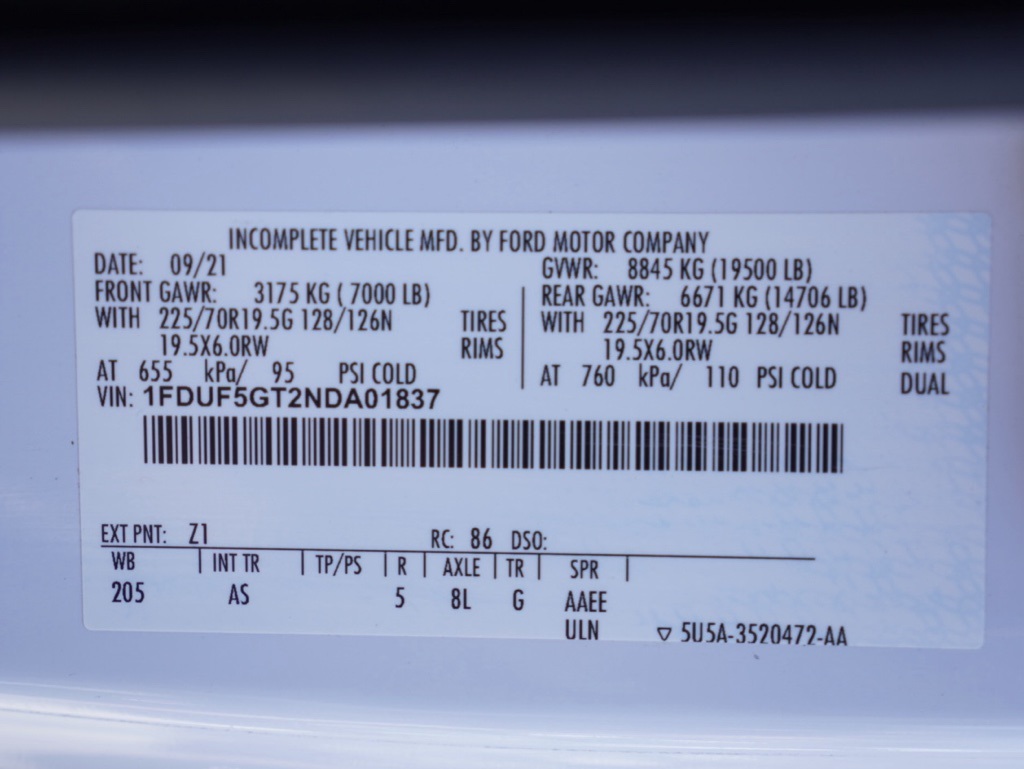 INCOMPLETE VEHICLE MFD. BY FORD MOTOR COMPANY
DATE: 09/21 GVWR: 8845 KG (19500 LB)
FRONT GAWR: 3175 KG ( 7000 LB) REAR GAWR: 6671 KG (14706 LB)
WITH 225/70R19.5G 128/126N TIRES WITH 225/70R19.5G 128/126N TIRES
19.5X6.0RW RIMS 19.5X6.0RW RIMS
AT 655 kPa/ 95 PSI COLD AT 760 kPa/ 110 PSI COLD DUAL
VIN: 1FDUF5GT2NDA01837
EXT PNT: Z1 RC: 86 DSO:
WB INT TR TP/PS R AXLE TR SPR
205 AS 5 8L G AAEE
ULN ▽ 5U5A-3520472-AA